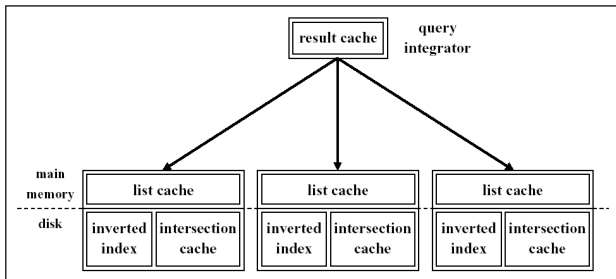 result cache
query
integrator
main
memory
disk
list cache
list cache
list cache
inverted
index
intersection
cache
inverted
index
intersection
cache
inverted
index
intersection
cache